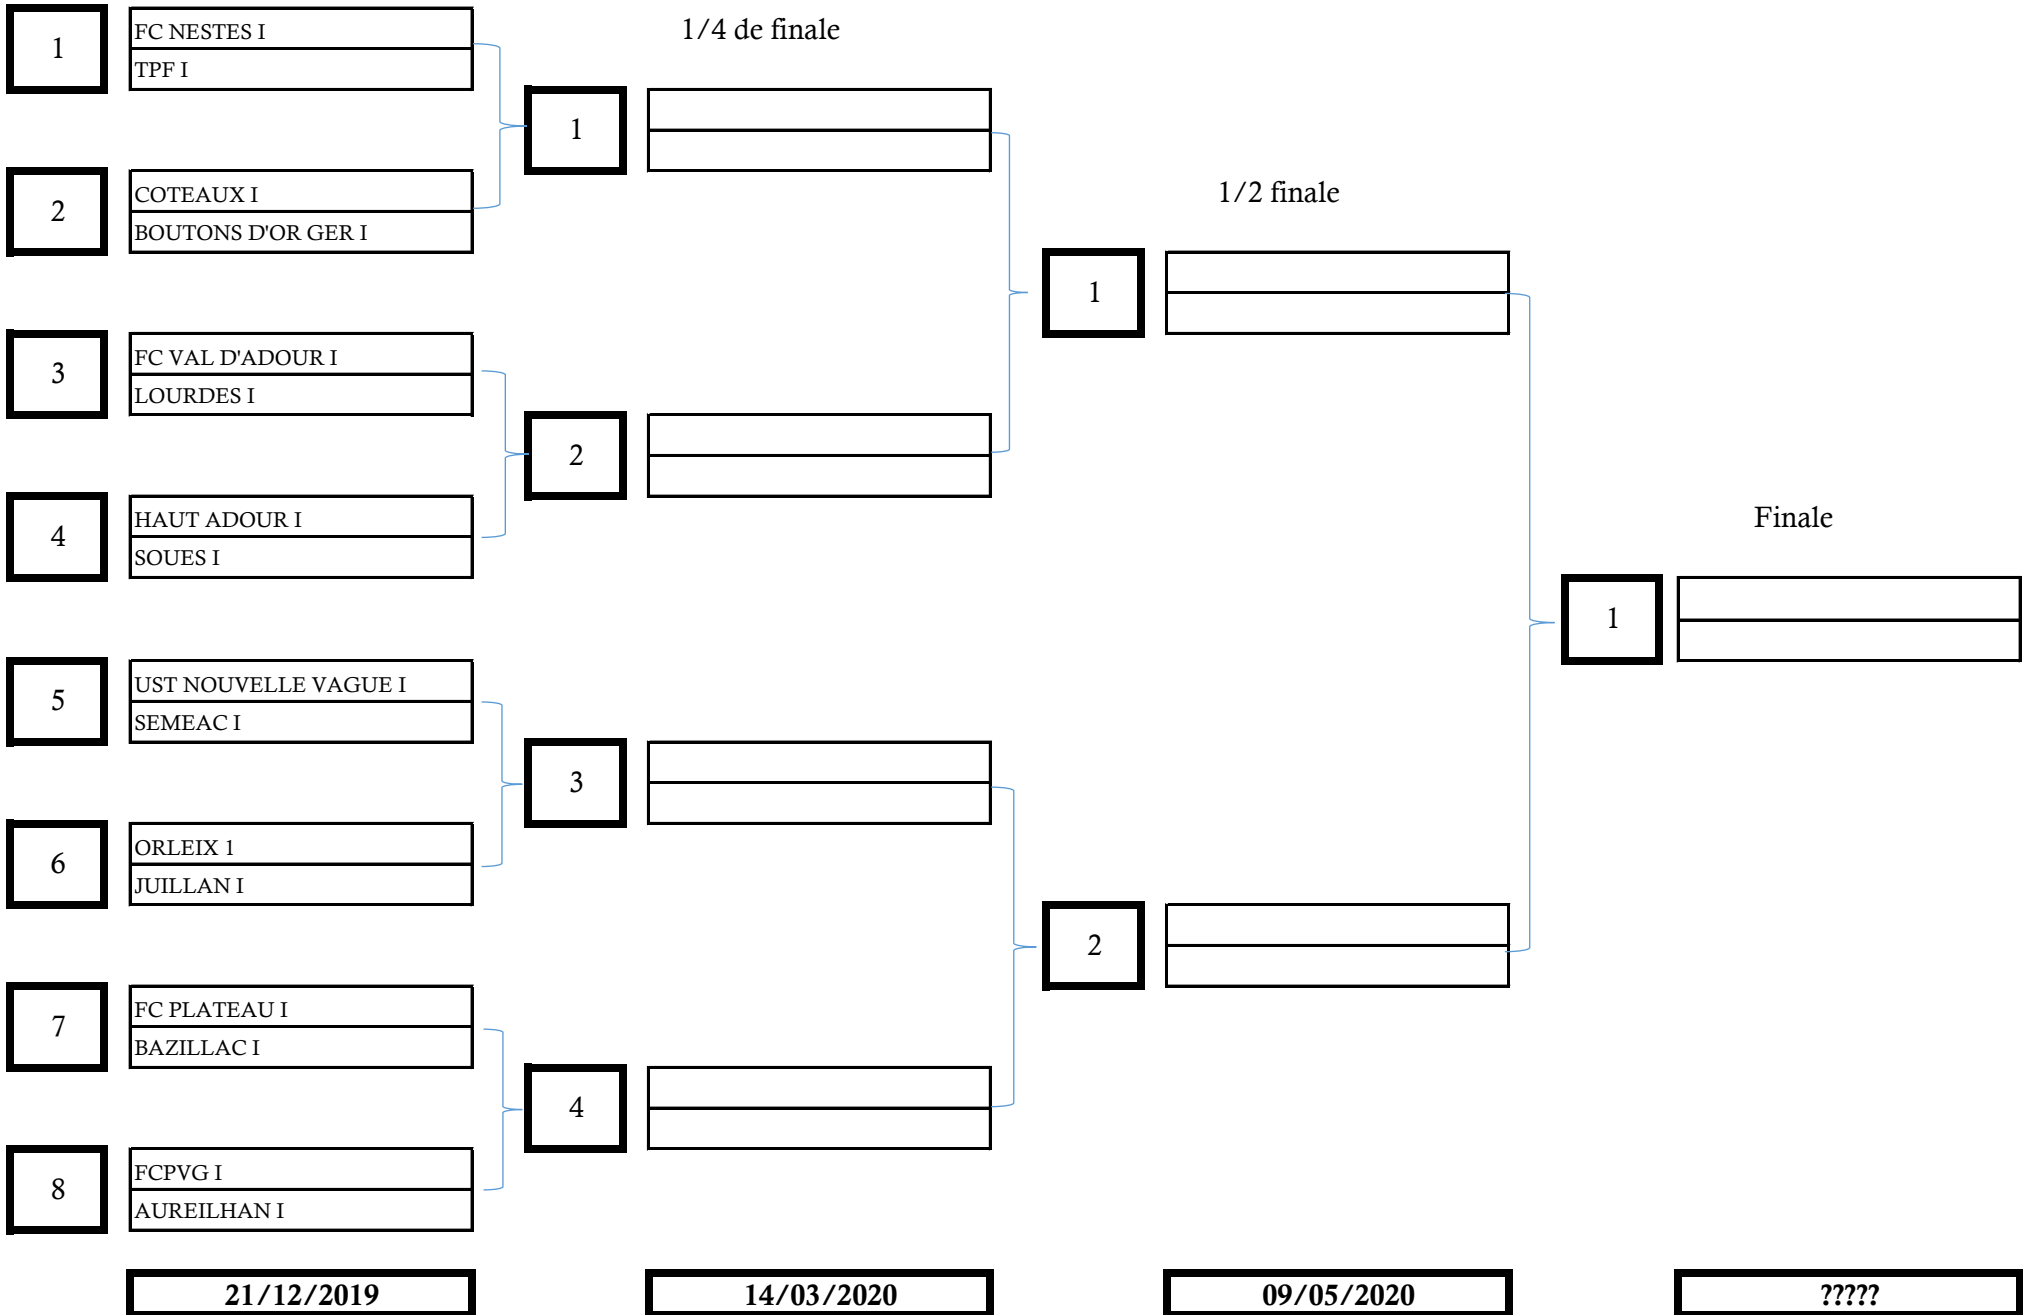 1/4 de finale
1/2 finale
Finale
1
FC NESTES I
TPF I
2
COTEAUX I
BOUTONS D'OR GER I
3
FC VAL D'ADOUR I
LOURDES I
4
HAUT ADOUR I
SOUES I
5
UST NOUVELLE VAGUE I
SEMEAC I
6
ORLEIX 1
JUILLAN I
7
FC PLATEAU I
BAZILLAC I
8
FCPVG I
AUREILHAN I
1
2
3
4
1
2
1
21/12/2019
14/03/2020
09/05/2020
?????